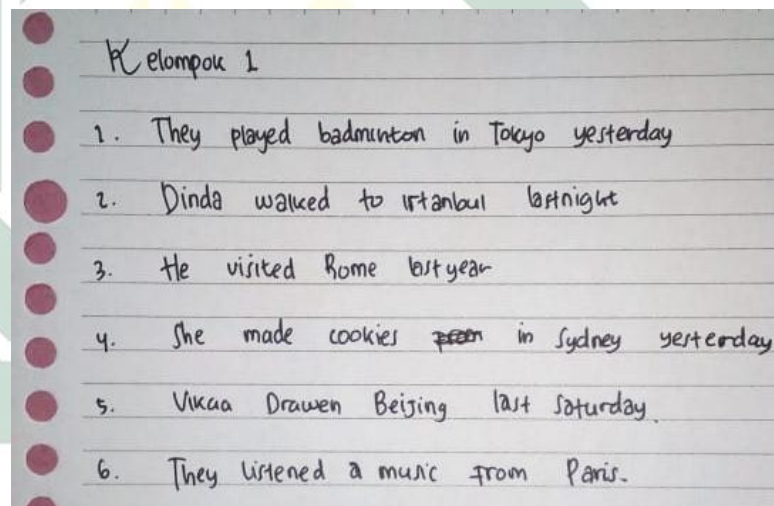 Kelompok 1
1. They played badminton in Tokyo yesterday
2. Dinda walked to istanbul lastnight
3. He visited Rome last year
4. She made cookies in Sydney yesterday
5. Vikaa Drawen Beijing last saturday.
6. They listened a music from Paris.